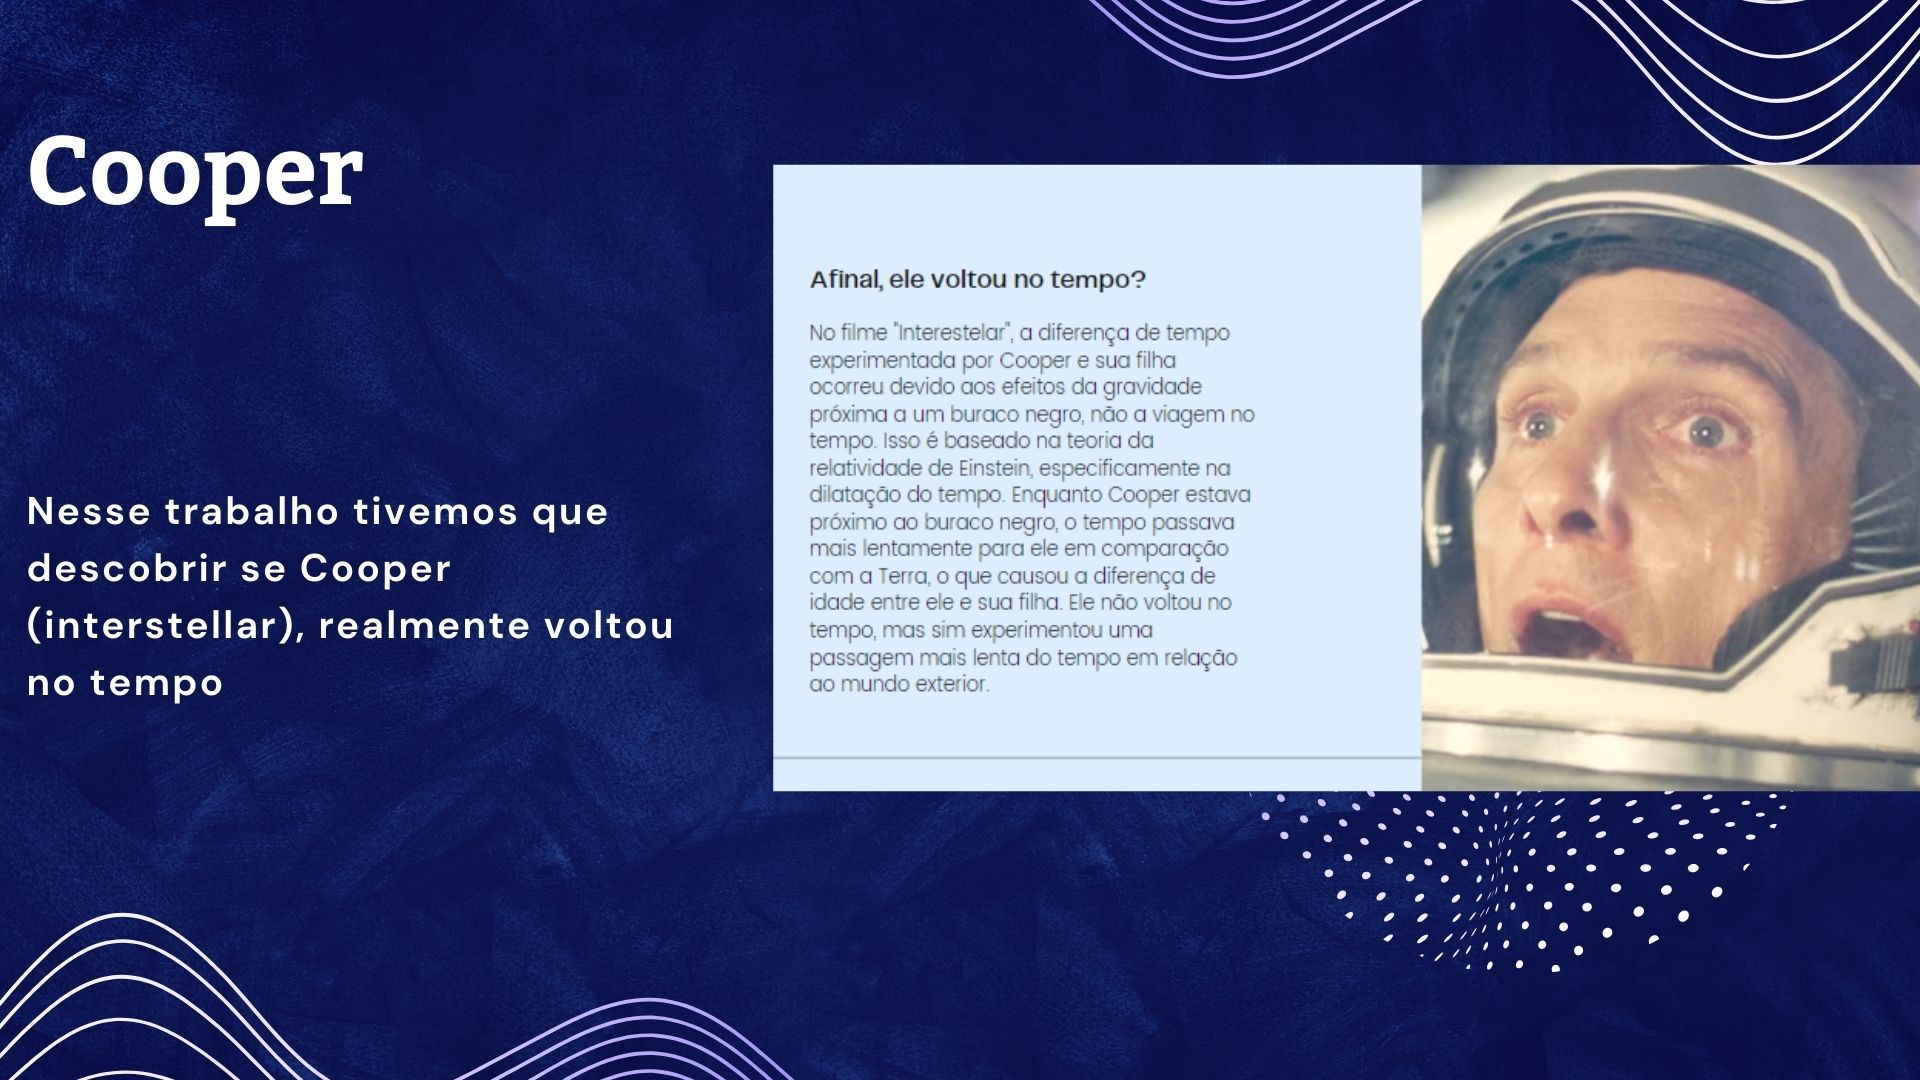 Cooper
Nesse trabalho tivemos que
descobrir se Cooper
(interstellar), realmente voltou
no tempo
Afinal, ele voltou no tempo?
No filme "Interestelar", a diferença de tempo
experimentada por Cooper e sua filha
ocorreu devido aos efeitos da gravidade
próxima a um buraco negro, não a viagem no
tempo. Isso é baseado na teoria da
relatividade de Einstein, especificamente na
dilatação do tempo. Enquanto Cooper estava
próximo ao buraco negro, o tempo passava
mais lentamente para ele em comparação
com a Terra, o que causou a diferença de
idade entre ele e sua filha. Ele não voltou no
tempo, mas sim experimentou uma
passagem mais lenta do tempo em relação
ao mundo exterior.